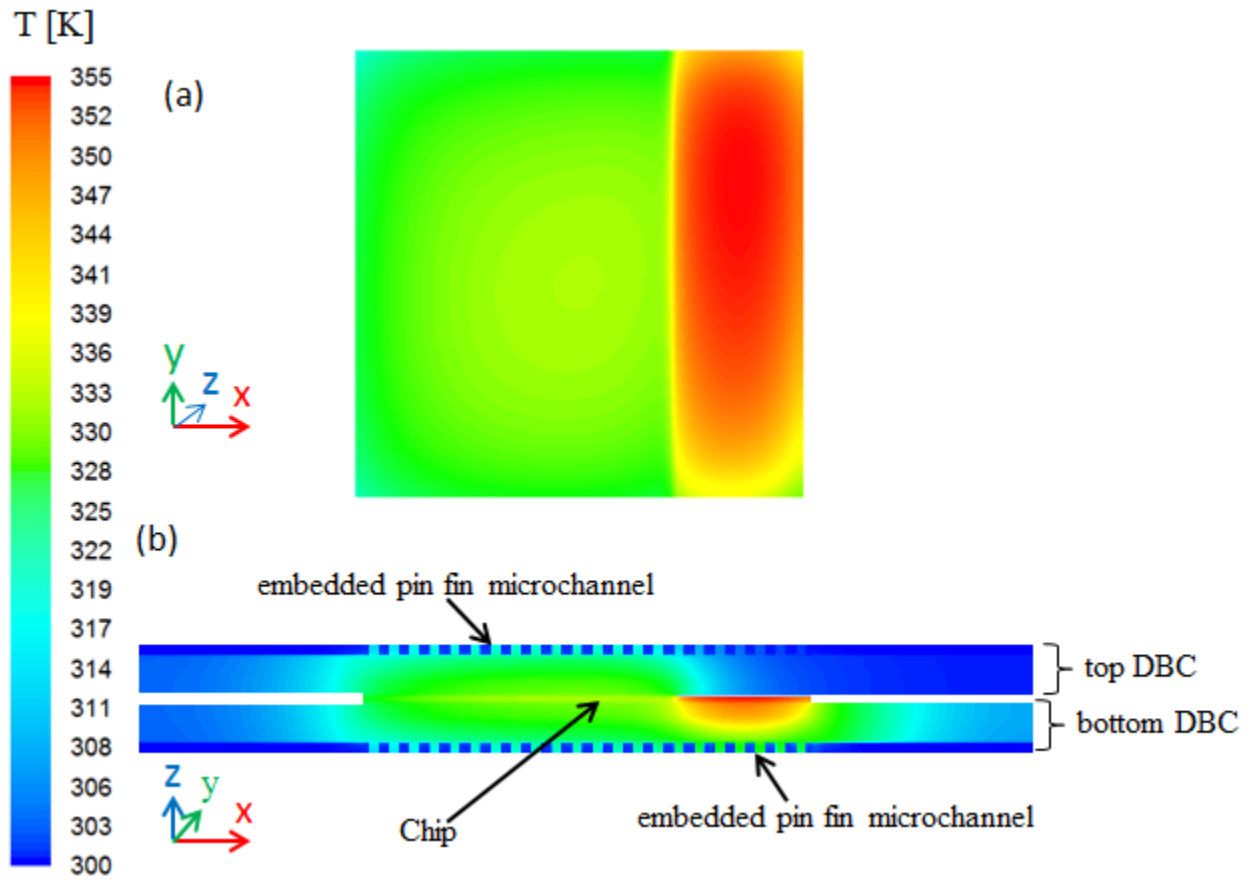 T [K]
355
352
350
347
344
341
339
336
333
330
328
325
322
319
317
314
311
308
306
303
300
(a)
y
z
x
(b)
embedded pin fin microchannel
top DBC
bottom DBC
z
y
x
Chip
embedded pin fin microchannel